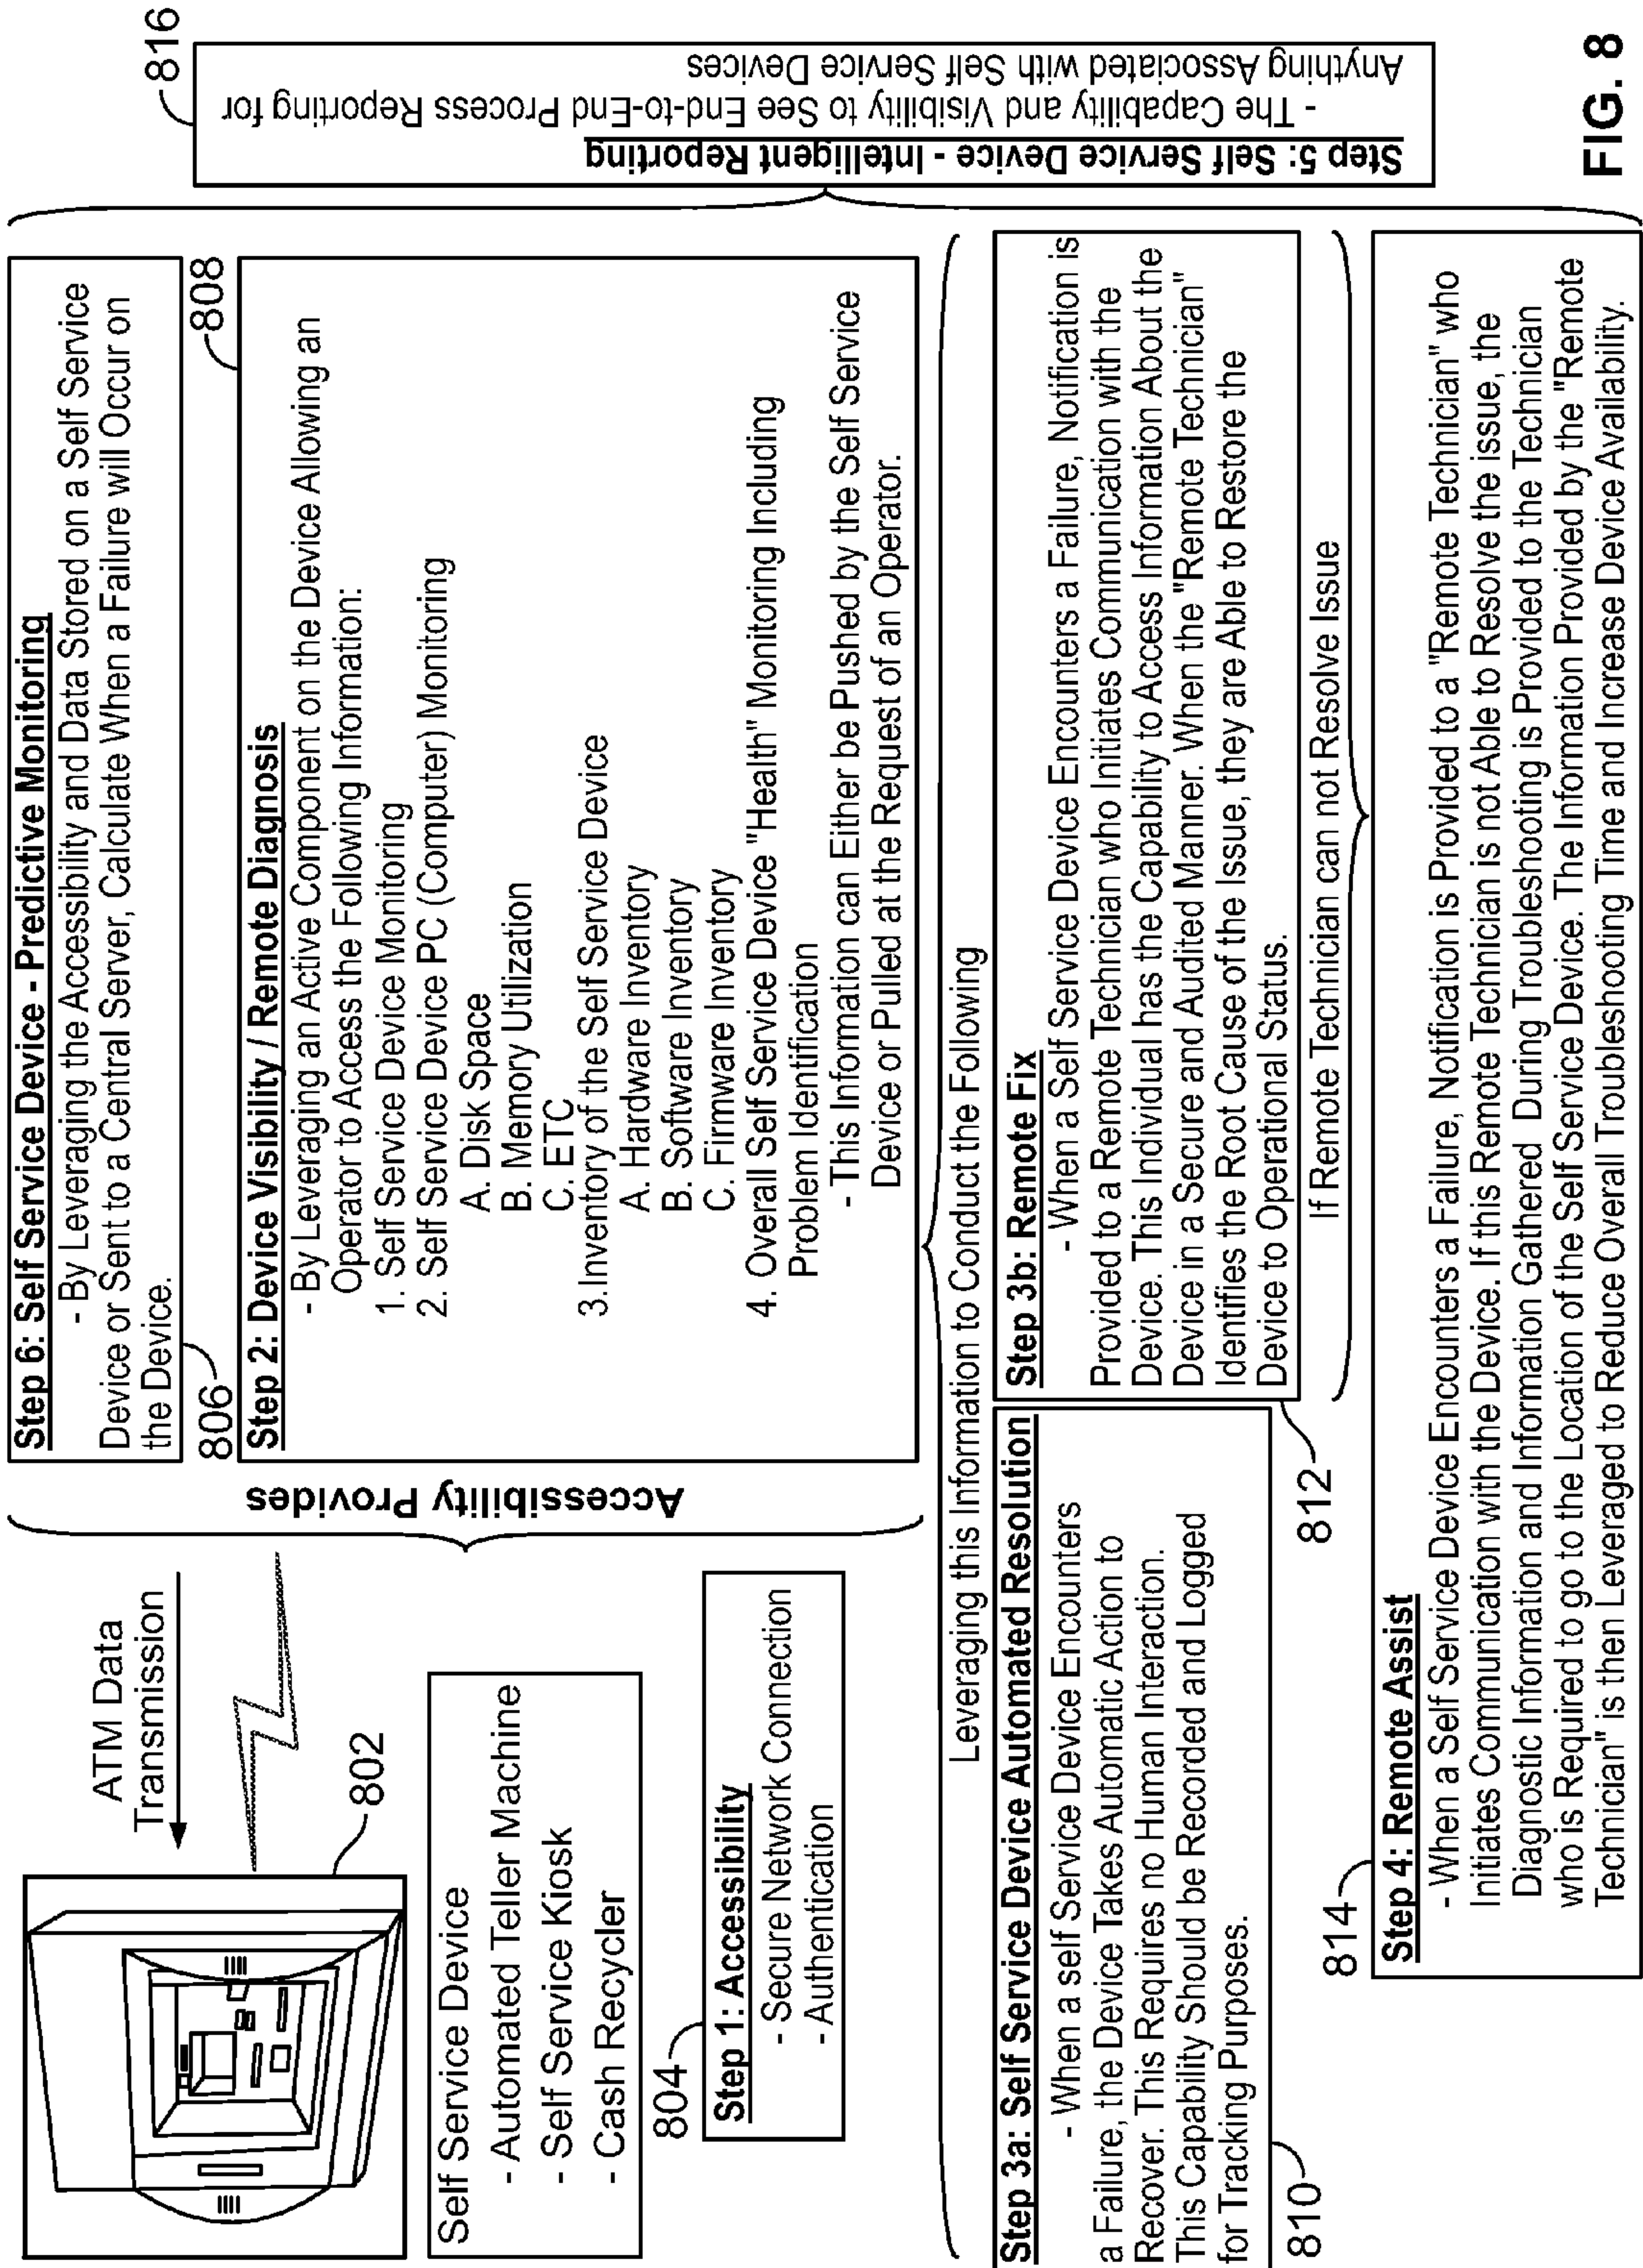 ATM Data
Transmission
802
Self Service Device
- Automated Teller Machine
- Self Service Kiosk
- Cash Recycler
804
Step 1: Accessibility
- Secure Network Connection
- Authentication
Accessibility Provides
Step 6: Self Service Device - Predictive Monitoring
- By Leveraging the Accessibility and Data Stored on a Self Service
Device or Sent to a Central Server, Calculate When a Failure will Occur on
the Device.
806
808
Step 2: Device Visibility / Remote Diagnosis
- By Leveraging an Active Component on the Device Allowing an
Operator to Access the Following Information:
1. Self Service Device Monitoring
2. Self Service Device PC (Computer) Monitoring
A. Disk Space
B. Memory Utilization
C. ETC
3.Inventory of the Self Service Device
A. Hardware Inventory
B. Software Inventory
C. Firmware Inventory
4. Overall Self Service Device "Health" Monitoring Including
Problem Identification
- This Information can Either be Pushed by the Self Service
Device or Pulled at the Request of an Operator.
Leveraging this Information to Conduct the Following
Step 3a: Self Service Device Automated Resolution
- When a self Service Device Encounters
a Failure, the Device Takes Automatic Action to
Recover. This Requires no Human Interaction.
This Capability Should be Recorded and Logged
for Tracking Purposes.
810
Step 3b: Remote Fix
- When a Self Service Device Encounters a Failure, Notification is
Provided to a Remote Technician who Initiates Communication with the
Device. This Individual has the Capability to Access Information About the
Device in a Secure and Audited Manner. When the "Remote Technician"
Identifies the Root Cause of the Issue, they are Able to Restore the
Device to Operational Status.
812
If Remote Technician can not Resolve Issue
814
Step 4: Remote Assist
- When a Self Service Device Encounters a Failure, Notification is Provided to a "Remote Technician" who
Initiates Communication with the Device. If this Remote Technician is not Able to Resolve the issue, the
Diagnostic Information and Information Gathered During Troubleshooting is Provided to the Technician
who is Required to go to the Location of the Self Service Device. The Information Provided by the "Remote
Technician" is then Leveraged to Reduce Overall Troubleshooting Time and Increase Device Availability.
816
Step 5: Self Service Device - Intelligent Reporting
- The Capability and Visibility to See End-to-End Process Reporting for
Anything Associated with Self Service Devices
FIG. 8